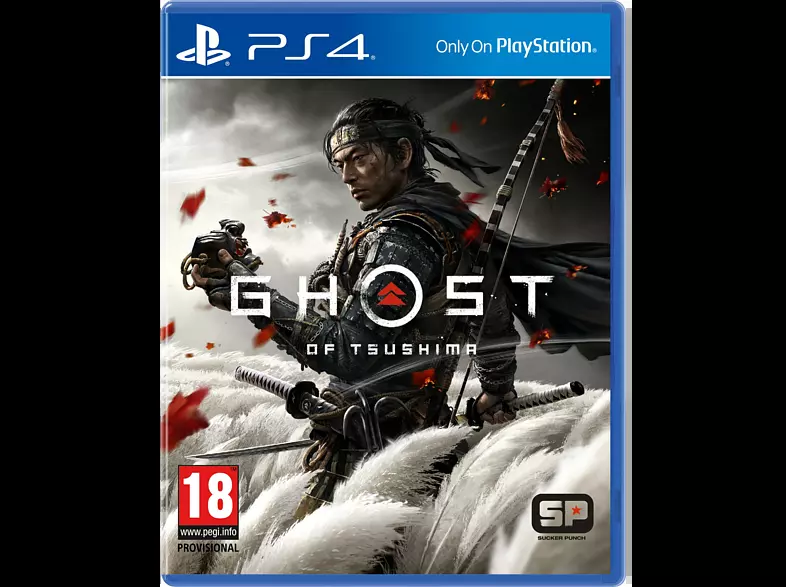 PS4
Only On PlayStation®
GHOST
OF TSUSHIMA
18
www.pegi.info
PROVISIONAL
SP
SUCKER PUNCH